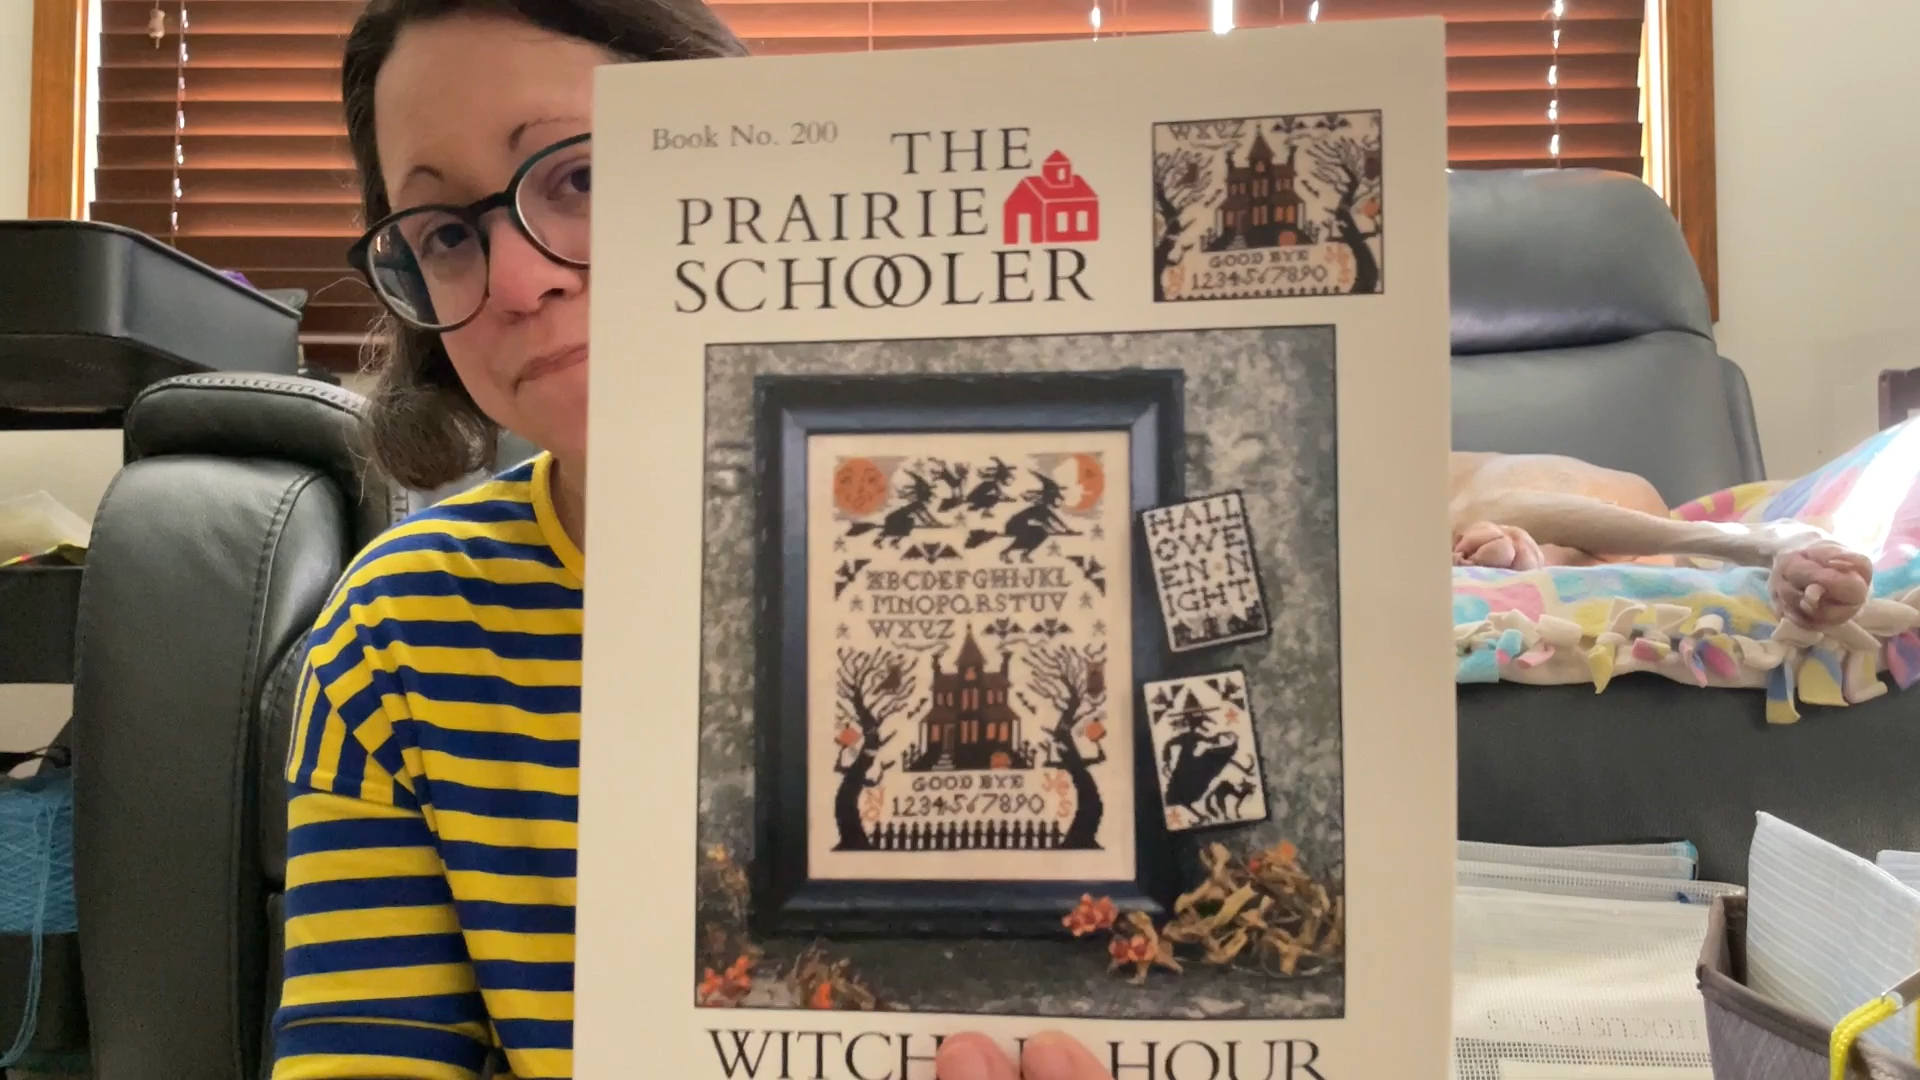 Book No. 200
THE
PRAIRIE
SCHOOLER
WXYZ
GOOD BYE
1234567890
ABCDEFGHIJKL
MNOPQRSTUV
WXYZ
GOOD BYE
1234567890
HALL
OWE
EN N
IGHT
WITCH HOUR